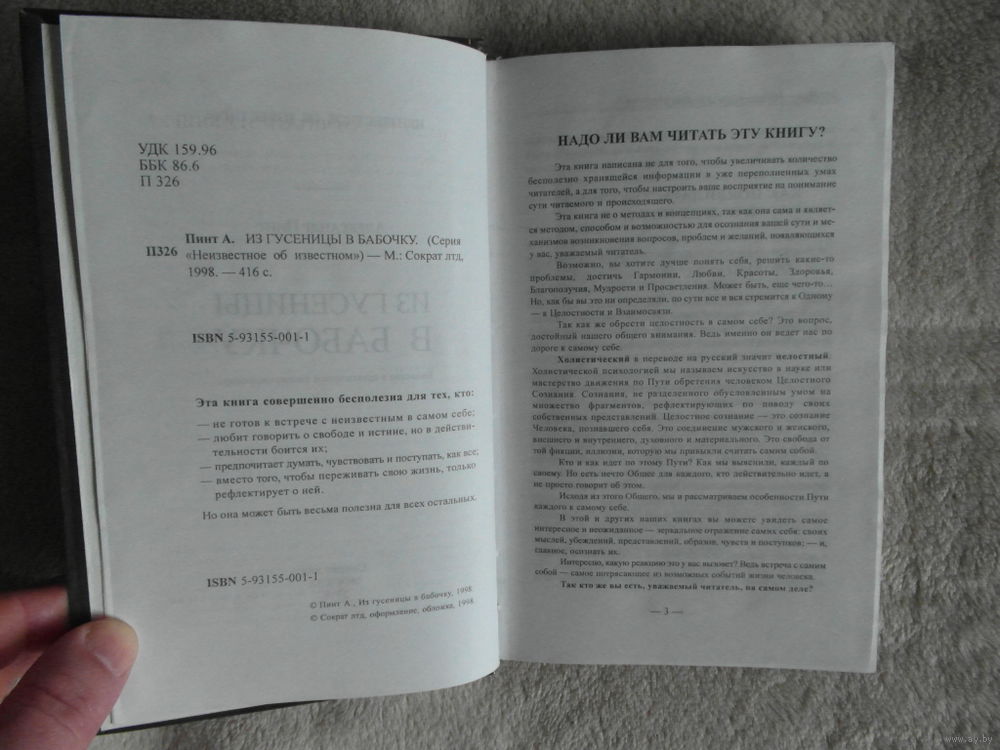 УДК 159.96
ББК 86.6
П 326
Пинт А. ИЗ ГУСЕНИЦЫ В БАБОЧКУ. (Серия
П326 «Неизвестное об известном») — М.: Сократ лтд,
1998. — 416 с.
ISBN 5-93155-001-1
Эта книга совершенно бесполезна для тех, кто:
— не готов к встрече с неизвестным в самом себе;
— любит говорить о свободе и истине, но в действи-
тельности боится их;
— предпочитает думать, чувствовать и поступать, как все;
— вместо того, чтобы переживать свою жизнь, только
рефлектирует о ней.
Но она может быть весьма полезна для всех остальных.
ISBN 5-93155-001-1
© Пинт А., Из гусеницы в бабочку, 1998.
© Сократ лтд, оформление, обложка, 1998
НАДО ЛИ ВАМ ЧИТАТЬ ЭТУ КНИГУ?
Эта книга написана не для того, чтобы увеличивать количество
бесполезно хранящейся информации в уже переполненных умах
читателей, а для того, чтобы настроить ваше восприятие на понимание
сути читаемого и происходящего.
Эта книга не о методах и концепциях, так как она сама и являет-
ся методом, способом и возможностью для осознания вашей сути и ме-
ханизмов возникновения вопросов, проблем и желаний, появляющихся
у вас, уважаемый читатель.
Возможно, вы хотите лучше понять себя, решить какие-то
проблемы, достичь Гармонии, Любви, Красоты, Здоровья,
Благополучия, Мудрости и Просветления. Может быть, еще чего-то...
Но, как бы вы это ни определяли, по сути все и вся стремится к Одному
— к Целостности и Взаимосвязи.
Так как же обрести целостность в самом себе? Это вопрос,
достойный нашего общего внимания. Ведь именно он ведет нас по
дороге к самому себе.
Холистический в переводе на русский значит целостный.
Холистической психологией мы называем искусство в науке или
мастерство движения по Пути обретения человеком Целостного
Сознания. Сознания, не разделенного обусловленным умом на
множество фрагментов, рефлектирующих по поводу своих
собственных представлений. Целостное сознание — это сознание
Человека, познавшего себя. Это соединение мужского и женского,
внешнего и внутреннего, духовного и материального. Это свобода от
той фикции, иллюзии, которую мы привыкли считать самим собой.
Кто и как идет по этому Пути? Как мы выяснили, каждый по
своему. Но есть нечто Общее для каждого, кто действительно идет, а
не просто говорит об этом.
Исходя из этого Общего, мы и рассматриваем особенности Пути
каждого к самому себе.
В этой и других наших книгах вы можете увидеть самое
интересное и неожиданное — зеркальное отражение самих себя: своих
мыслей, убеждений, представлений, образов, чувств и поступков; — и,
главное, осознать их.
Интересно, какую реакцию это у вас вызовет? Ведь встреча с самим
собой — самое потрясающее из возможных событий жизни человека.
Так кто же вы есть, уважаемый читатель, на самом деле?
— 3 —
www.ay.by